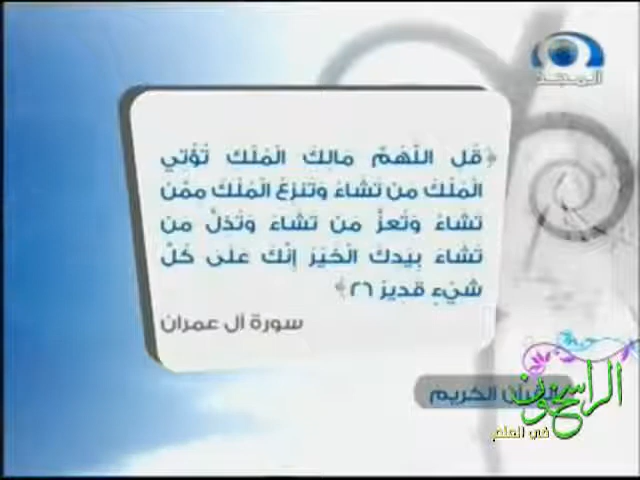 المجد
﴿قُلِ اللَّهُمَّ مَالِكَ الْمُلْكِ تُؤْتِي
الْمُلْكَ مَن تَشَاءُ وَتَنزِعُ الْمُلْكَ مِمَّن
تَشَاءُ وَتُعِزُّ مَن تَشَاءُ وَتُذِلُّ مَن
تَشَاءُ بِيَدِكَ الْخَيْرُ إِنَّكَ عَلَى كُلِّ
شَيْءٍ قَدِيرٌ ٢٦﴾
سورة آل عمران
القرآن الكريم
الراسخون
في العلم